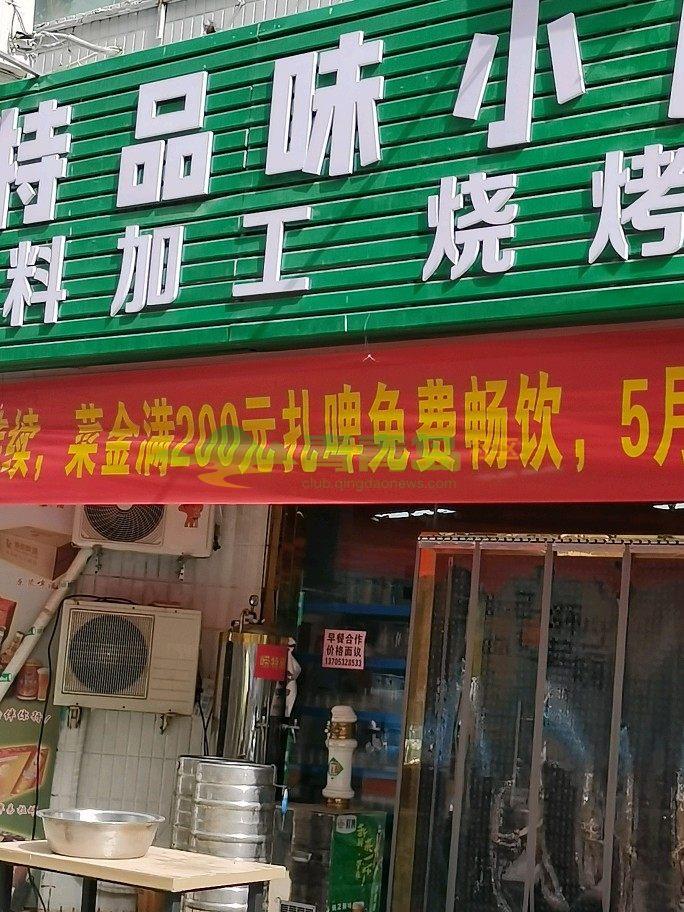 特品味小
料加工 烧烤
续，菜金满200元扎啤免费畅饮，5月
club.qingdaonews.com
早餐合作
价格面议
13705328533